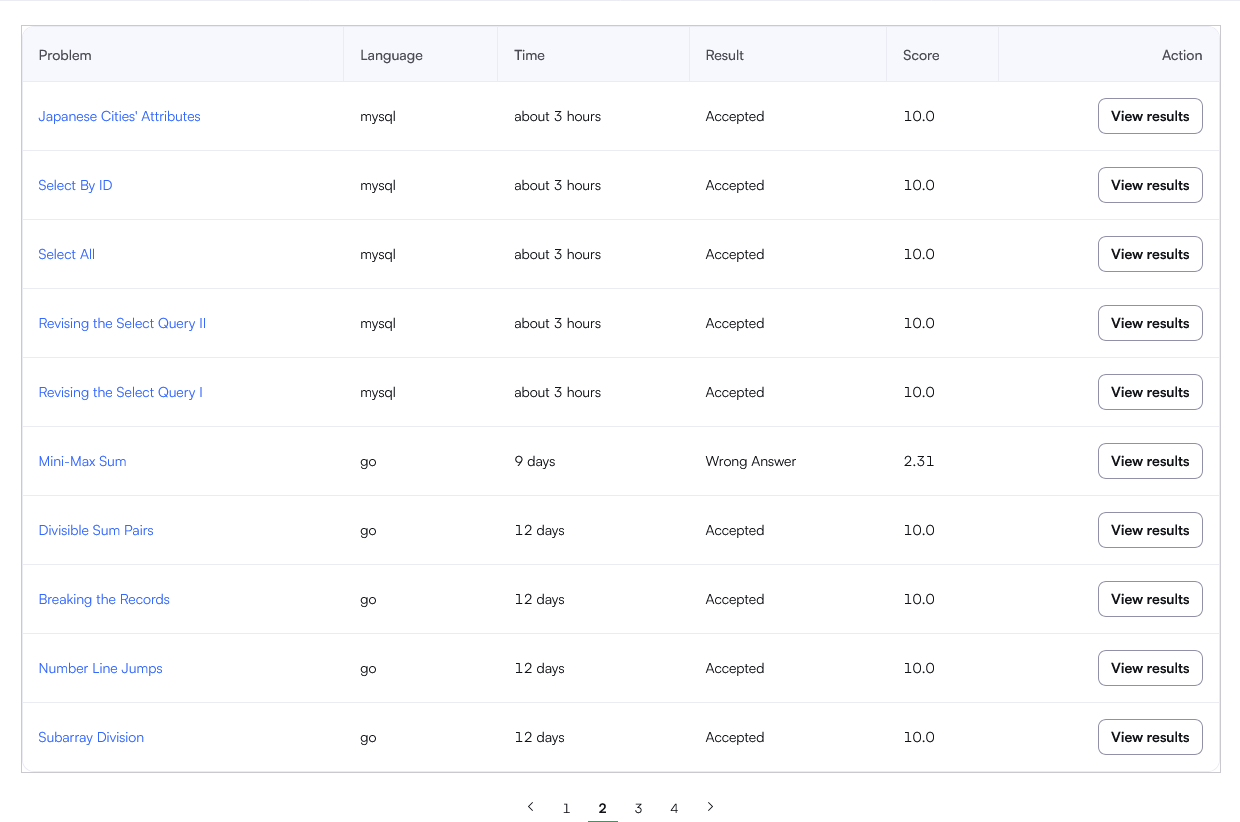 Problem Language Time Result Score Action
Japanese Cities' Attributes mysql about 3 hours Accepted 10.0 View results
Select By ID mysql about 3 hours Accepted 10.0 View results
Select All mysql about 3 hours Accepted 10.0 View results
Revising the Select Query II mysql about 3 hours Accepted 10.0 View results
Revising the Select Query I mysql about 3 hours Accepted 10.0 View results
Mini-Max Sum go 9 days Wrong Answer 2.31 View results
Divisible Sum Pairs go 12 days Accepted 10.0 View results
Breaking the Records go 12 days Accepted 10.0 View results
Number Line Jumps go 12 days Accepted 10.0 View results
Subarray Division go 12 days Accepted 10.0 View results
1 2 3 4